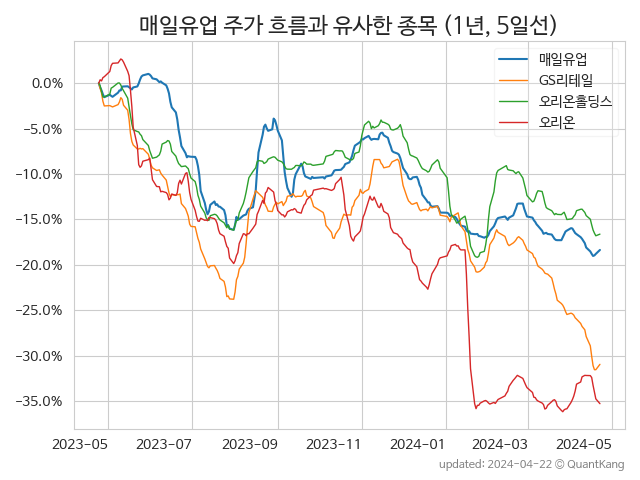 매일유업 주가 흐름과 유사한 종목 (1년, 5일선)
매일유업
GS리테일
오리온홀딩스
오리온
0.0%
−5.0%
−10.0%
−15.0%
−20.0%
−25.0%
−30.0%
−35.0%
2023-05 2023-07 2023-09 2023-11 2024-01 2024-03 2024-05
updated: 2024-04-22 © QuantKang